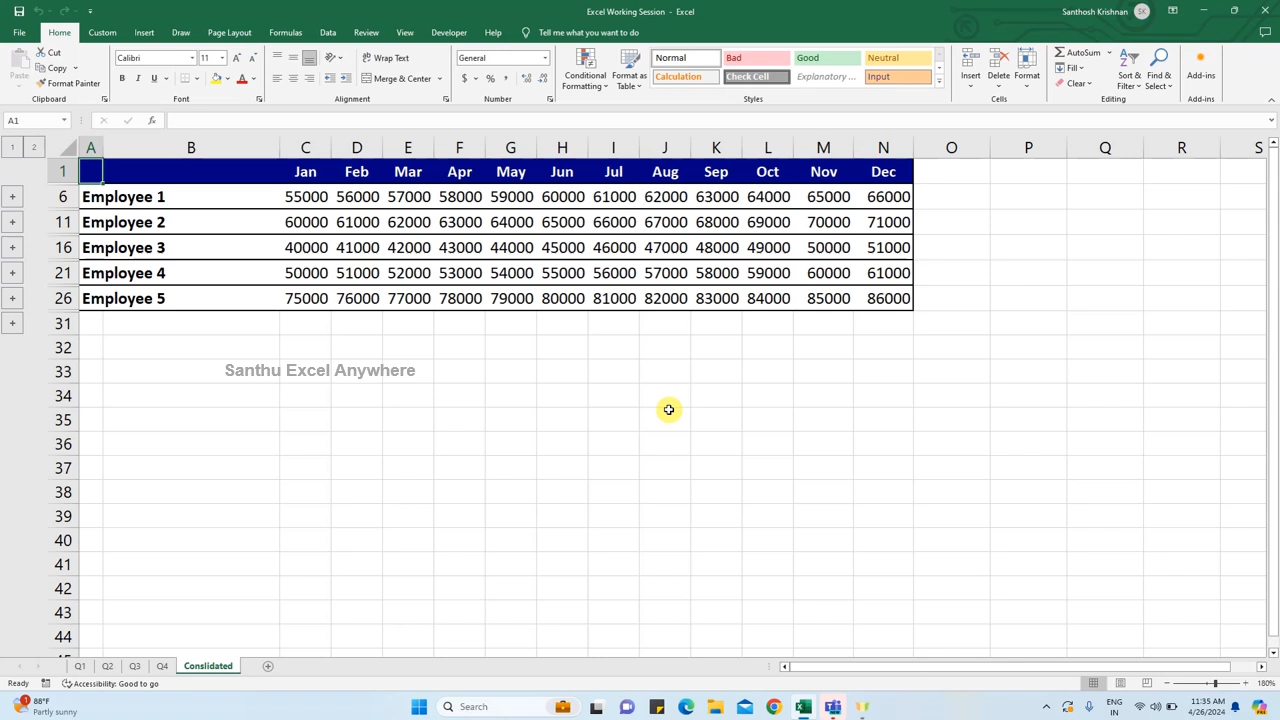 Excel Working Session - Excel
Santhosh Krishnan SK
File Home Custom Insert Draw Page Layout Formulas Data Review View Developer Help Tell me what you want to do
Paste Cut Copy Format Painter
Calibri 11 A A B I U
Wrap Text Merge & Center
General $ % ,
Conditional Formatting Format as Table
Normal Bad Good Neutral
Calculation Check Cell Explanatory ... Input
Insert Delete Format
AutoSum Fill Clear Sort & Filter Find & Select
Add-ins
Clipboard Font Alignment Number Styles Cells Editing Add-ins
A1 fx
1 2 A B C D E F G H I J K L M N O P Q R S
1 Jan Feb Mar Apr May Jun Jul Aug Sep Oct Nov Dec
6 Employee 1 55000 56000 57000 58000 59000 60000 61000 62000 63000 64000 65000 66000
11 Employee 2 60000 61000 62000 63000 64000 65000 66000 67000 68000 69000 70000 71000
16 Employee 3 40000 41000 42000 43000 44000 45000 46000 47000 48000 49000 50000 51000
21 Employee 4 50000 51000 52000 53000 54000 55000 56000 57000 58000 59000 60000 61000
26 Employee 5 75000 76000 77000 78000 79000 80000 81000 82000 83000 84000 85000 86000
31
32
33 Santhu Excel Anywhere
34
35
36
37
38
39
40
41
42
43
44
Q1 Q2 Q3 Q4 Conslidated
Ready Accessibility: Good to go 180%
88°F
Partly sunny
Search
ENG
IN
11:35 AM
4/26/2024